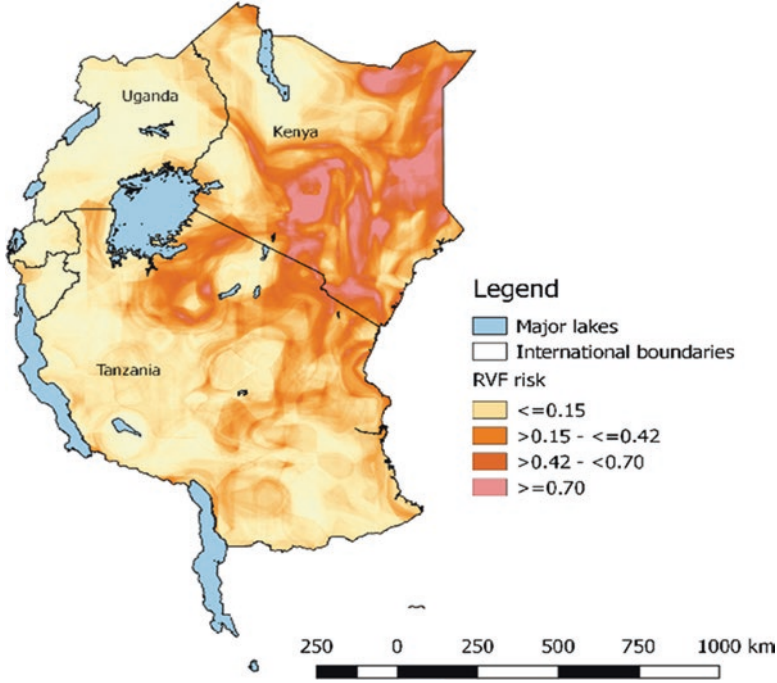 Uganda
Kenya
Tanzania
Legend
Major lakes
International boundaries
RVF risk
<=0.15
>0.15 - <=0.42
>0.42 - <0.70
>=0.70
250 0 250 500 750 1000 km